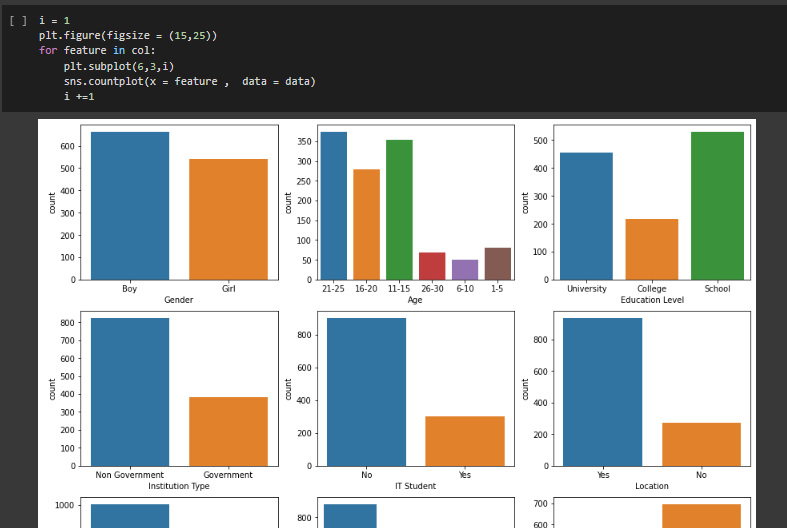 [ ] i = 1
plt.figure(figsize = (15,25))
for feature in col:
    plt.subplot(6,3,i)
    sns.countplot(x = feature ,  data = data)
    i +=1
600
500
400
300
200
100
0
count
Boy Girl
Gender
350
300
250
200
150
100
50
0
count
21-25 16-20 11-15 26-30 6-10 1-5
Age
500
400
300
200
100
0
count
University College School
Education Level
800
700
600
500
400
300
200
100
0
count
Non Government Government
Institution Type
800
600
400
200
0
count
No Yes
IT Student
800
600
400
200
0
count
Yes No
Location
1000
800
700
600